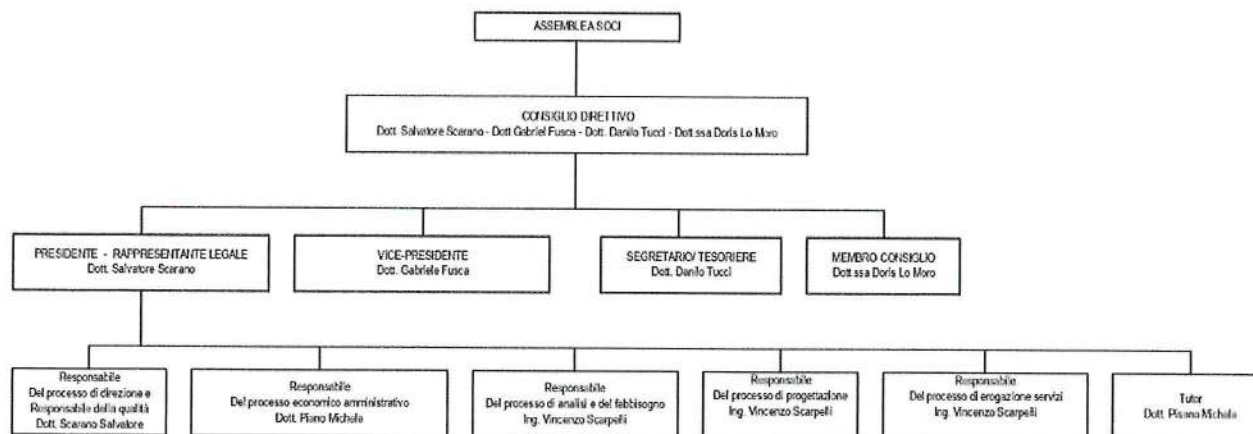 ASSEMBLEA SOCI
CONSIGLIO DIRETTIVO
Dott. Salvatore Scarano - Dott Gabriel Fusca - Dott. Danilo Tucci - Dott.ssa Doris Lo Moro
PRESIDENTE - RAPPRESENTANTE LEGALE
Dott. Salvatore Scarano
VICE-PRESIDENTE
Dott. Gabriele Fusca
SEGRETARIO/ TESORIERE
Dott. Danilo Tucci
MEMBRO CONSIGLIO
Dott.ssa Doris Lo Moro
Responsabile
Del processo di direzione e
Responsabile della qualità
Dott. Scarano Salvatore
Responsabile
Del processo economico amministrativo
Dott. Piano Michele
Responsabile
Del processo di analisi e del fabbisogno
Ing. Vincenzo Scarpelli
Responsabile
Del processo di progettazione
Ing. Vincenzo Scarpelli
Responsabile
Del processo di erogazione servizi
Ing. Vincenzo Scarpelli
Tutor
Dott. Pisano Michele